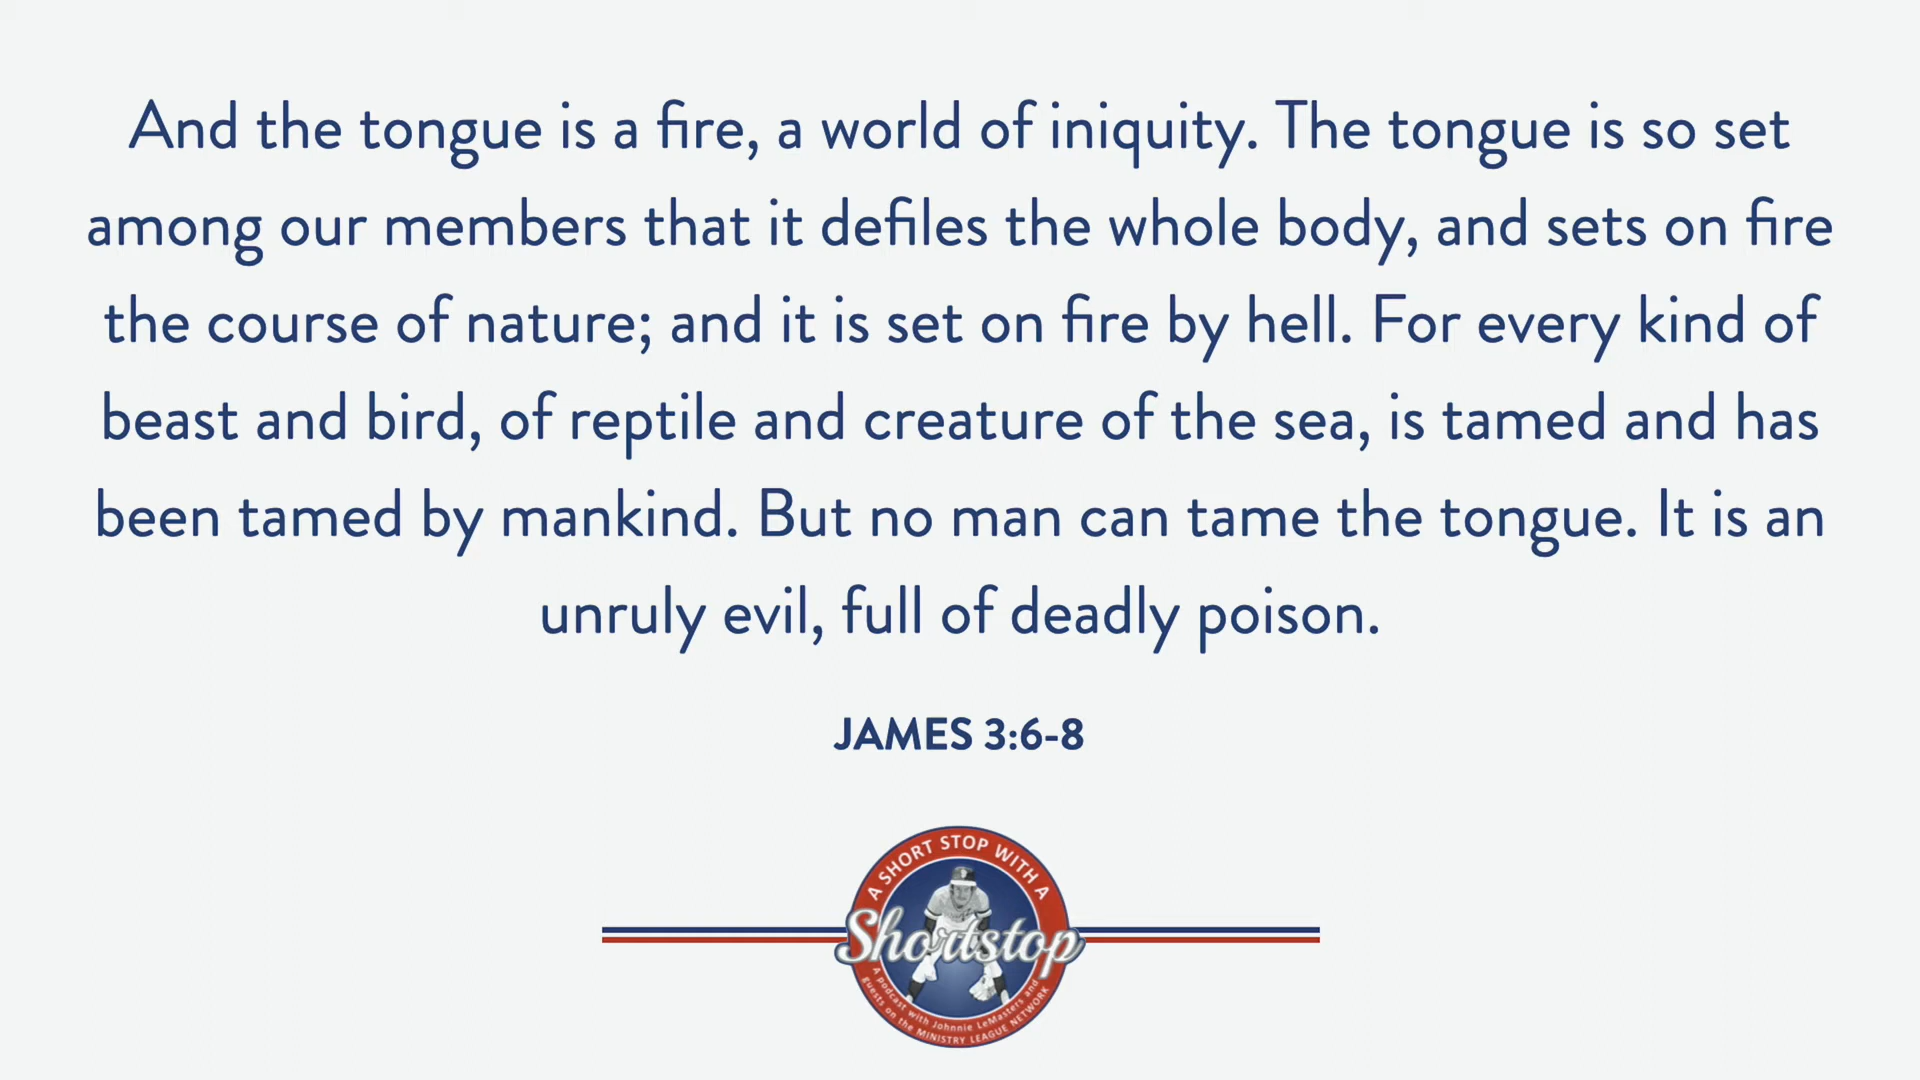 And the tongue is a fire, a world of iniquity. The tongue is so set
among our members that it defiles the whole body, and sets on fire
the course of nature; and it is set on fire by hell. For every kind of
beast and bird, of reptile and creature of the sea, is tamed and has
been tamed by mankind. But no man can tame the tongue. It is an
unruly evil, full of deadly poison.
JAMES 3:6-8
A SHORT STOP WITH A
Shortstop
A podcast with Johnnie LeMasters and
guests on the MINISTRY LEAGUE NETWORK